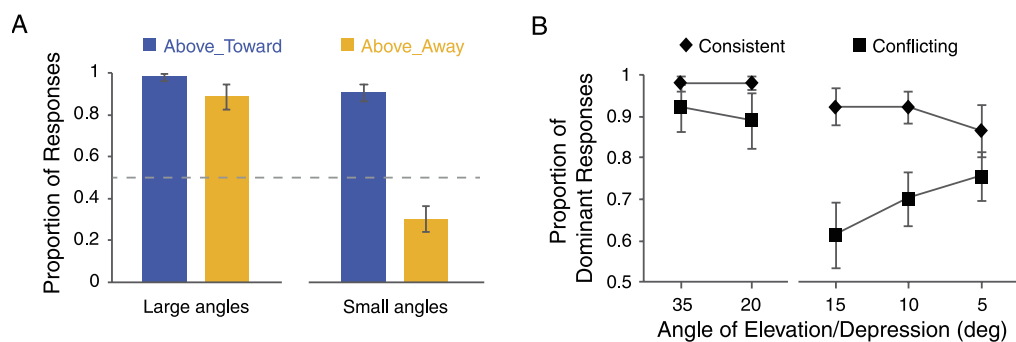 A
Above_Toward Above_Away
Proportion of Responses
1
0.8
0.6
0.4
0.2
0
Large angles Small angles
B
Consistent Conflicting
Proportion of
Dominant Responses
1
0.9
0.8
0.7
0.6
0.5
35 20 15 10 5
Angle of Elevation/Depression (deg)